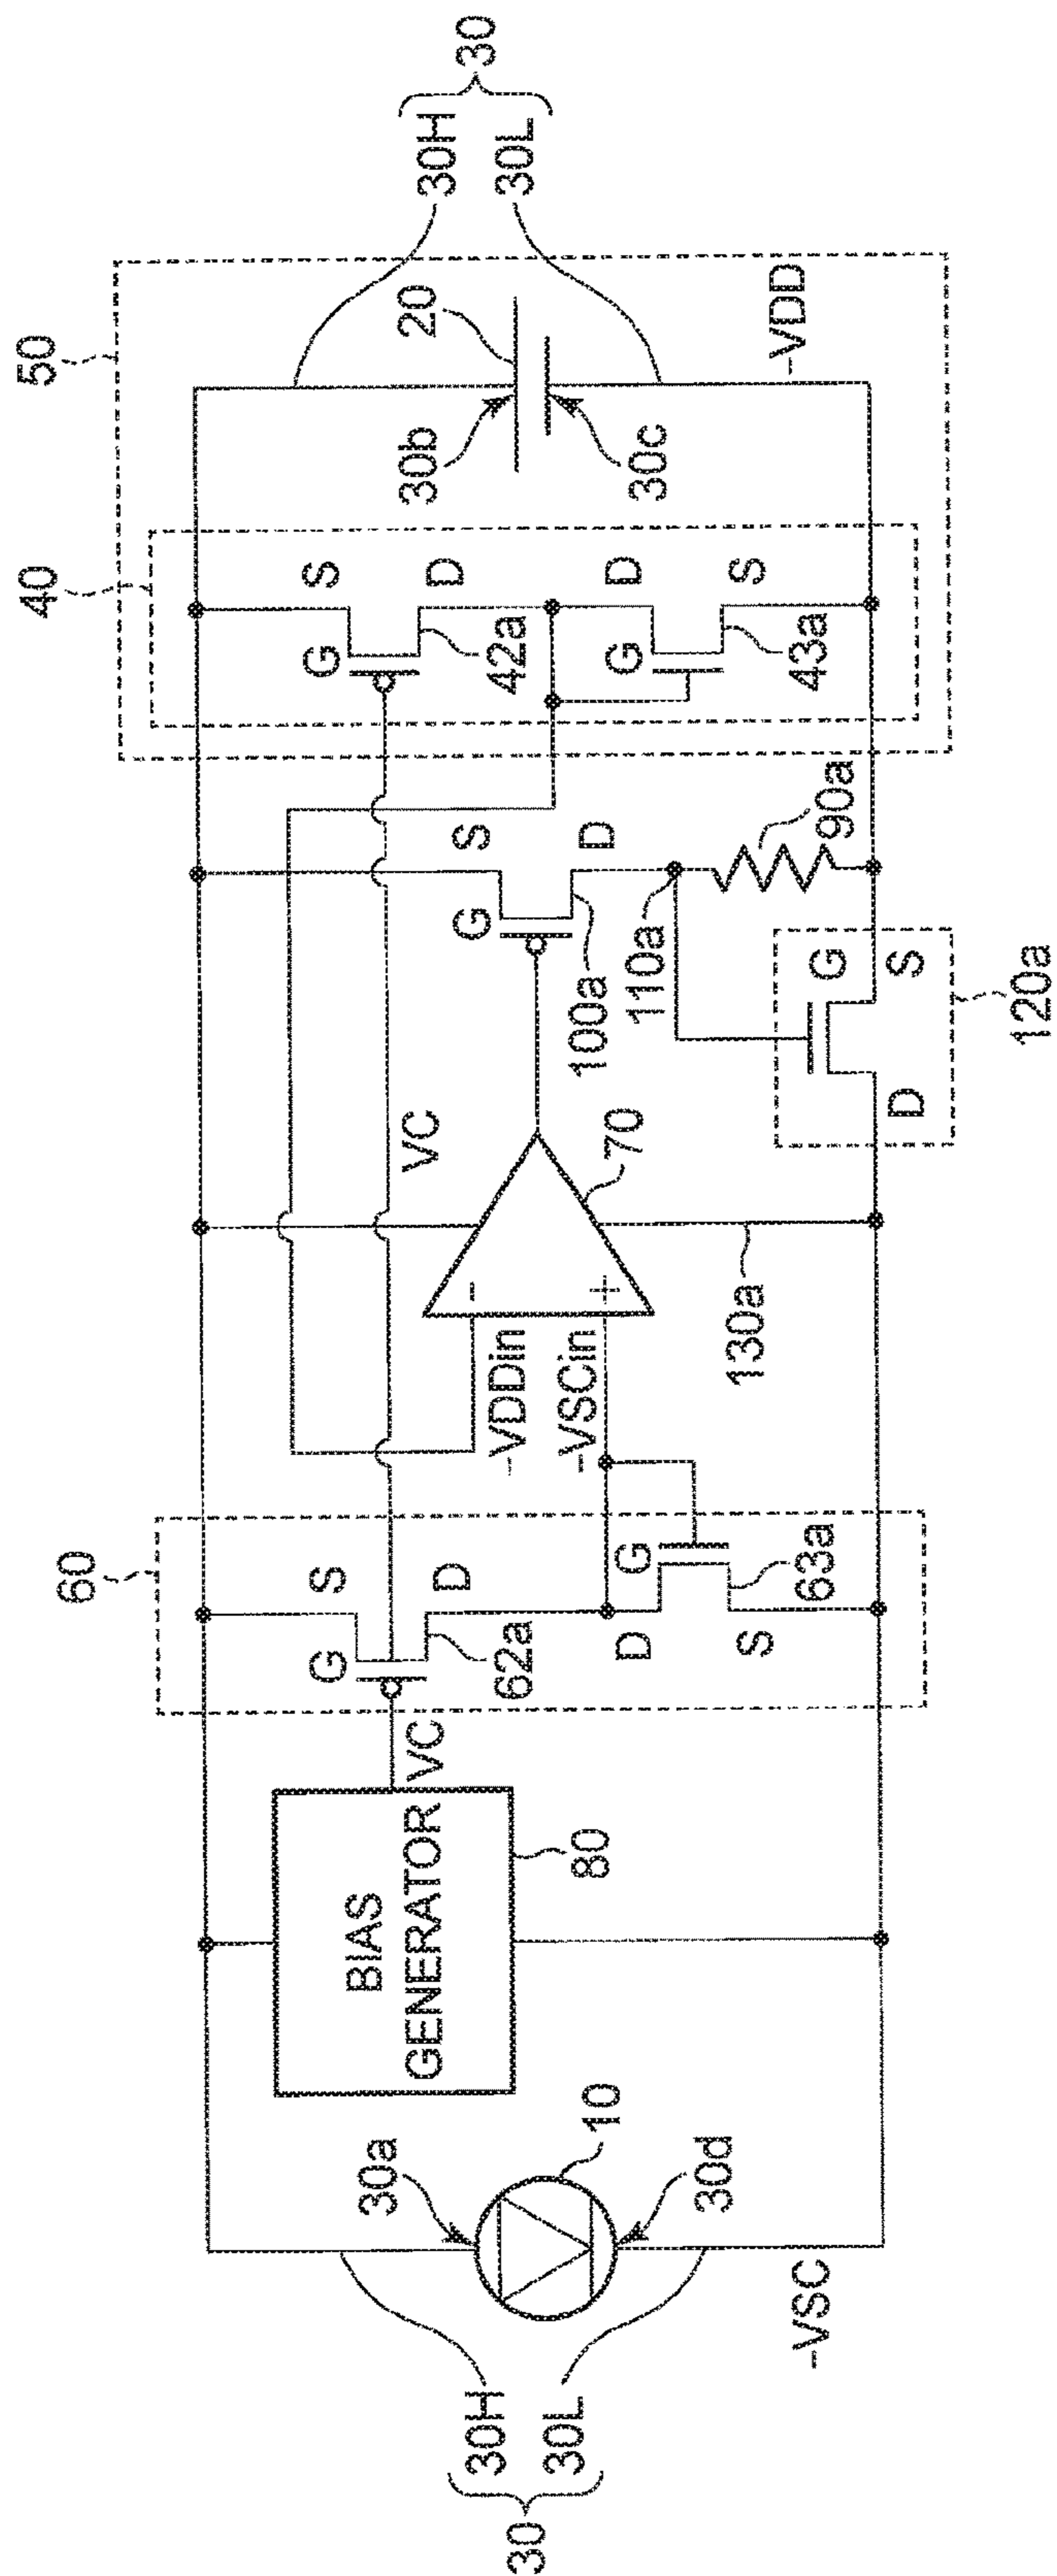 30
30H
30L
50
40
20
30b
30c
-VDD
S
G
D
42a
D
G
S
43a
S
G
D
100a
110a
90a
G
S
D
120a
VC
70
-
+
-VDDin
-VSCin
130a
60
S
G
D
62a
D
G
S
63a
VC
BIAS
GENERATOR
80
30a
10
30d
-VSC
30H
30L
30